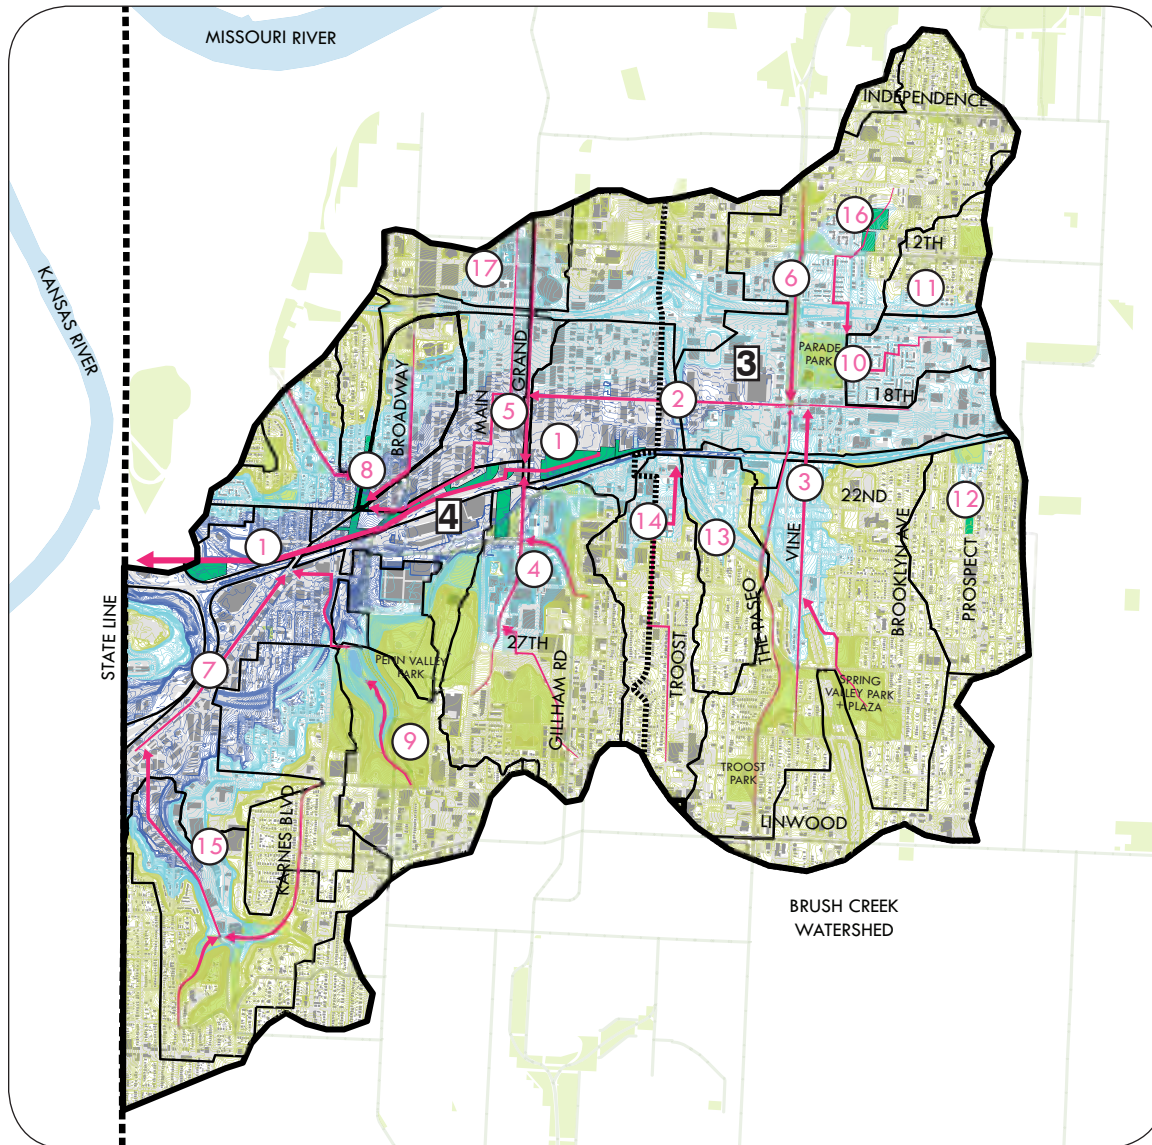 MISSOURI RIVER
INDEPENDENCE
16
12TH
17
6
11
KANSAS RIVER
GRAND
PARADE
PARK
10
3
BROADWAY
MAIN
5
2
18TH
1
8
3
22ND
12
4
14
13
1
VINE
BROOKLYN AVE
PROSPECT
4
STATE LINE
THE PASEO
27TH
7
PENN VALLEY
PARK
GILLHAM RD
TROOST
SPRING
VALLEY PARK
+ PLAZA
9
TROOST
PARK
KARNES BLVD
LINWOOD
15
BRUSH CREEK
WATERSHED